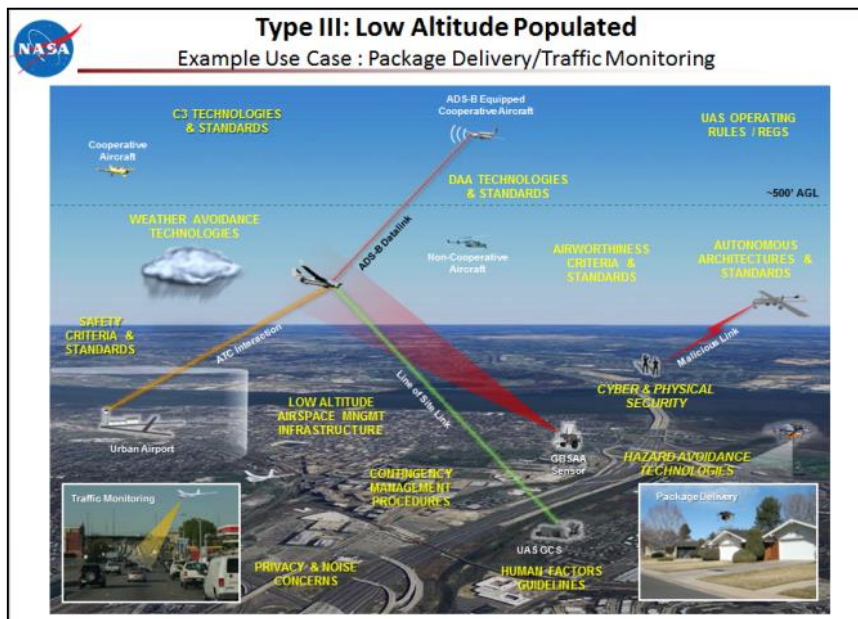 NASA
Type III: Low Altitude Populated
Example Use Case : Package Delivery/Traffic Monitoring
C3 TECHNOLOGIES
& STANDARDS
ADS-B Equipped
Cooperative Aircraft
UAS OPERATING
RULES / REGS
Cooperative
Aircraft
DAA TECHNOLOGIES
& STANDARDS
~500' AGL
WEATHER AVOIDANCE
TECHNOLOGIES
ADS-B Datalink
Non-Cooperative
Aircraft
AIRWORTHINESS
CRITERIA &
STANDARDS
AUTONOMOUS
ARCHITECTURES &
STANDARDS
SAFETY
CRITERIA &
STANDARDS
ATC Interaction
Malicious Link
Line of Site Link
CYBER & PHYSICAL
SECURITY
LOW ALTITUDE
AIRSPACE MNGMT
INFRASTRUCTURE
Urban Airport
GBSAA
Sensor
HAZARD AVOIDANCE
TECHNOLOGIES
CONTINGENCY
MANAGEMENT
PROCEDURES
Traffic Monitoring
Package Delivery
UAS GCS
PRIVACY & NOISE
CONCERNS
HUMAN FACTORS
GUIDELINES